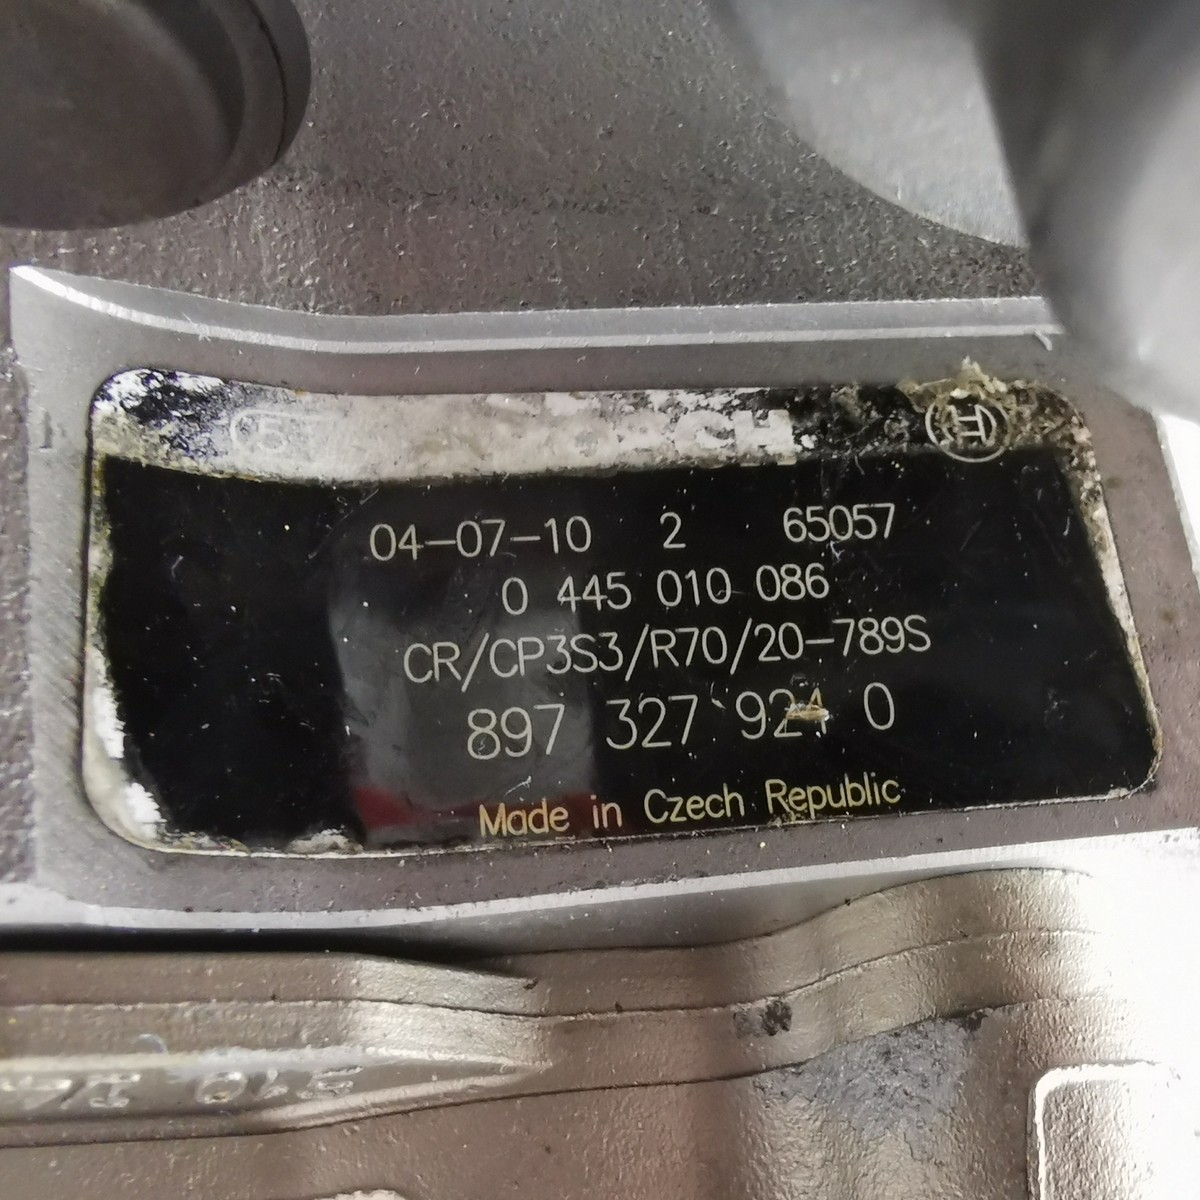 04-07-10 2 65057
0 445 010 086
CR/CP3S3/R70/20-789S
897 327 924 0
Made in Czech Republic